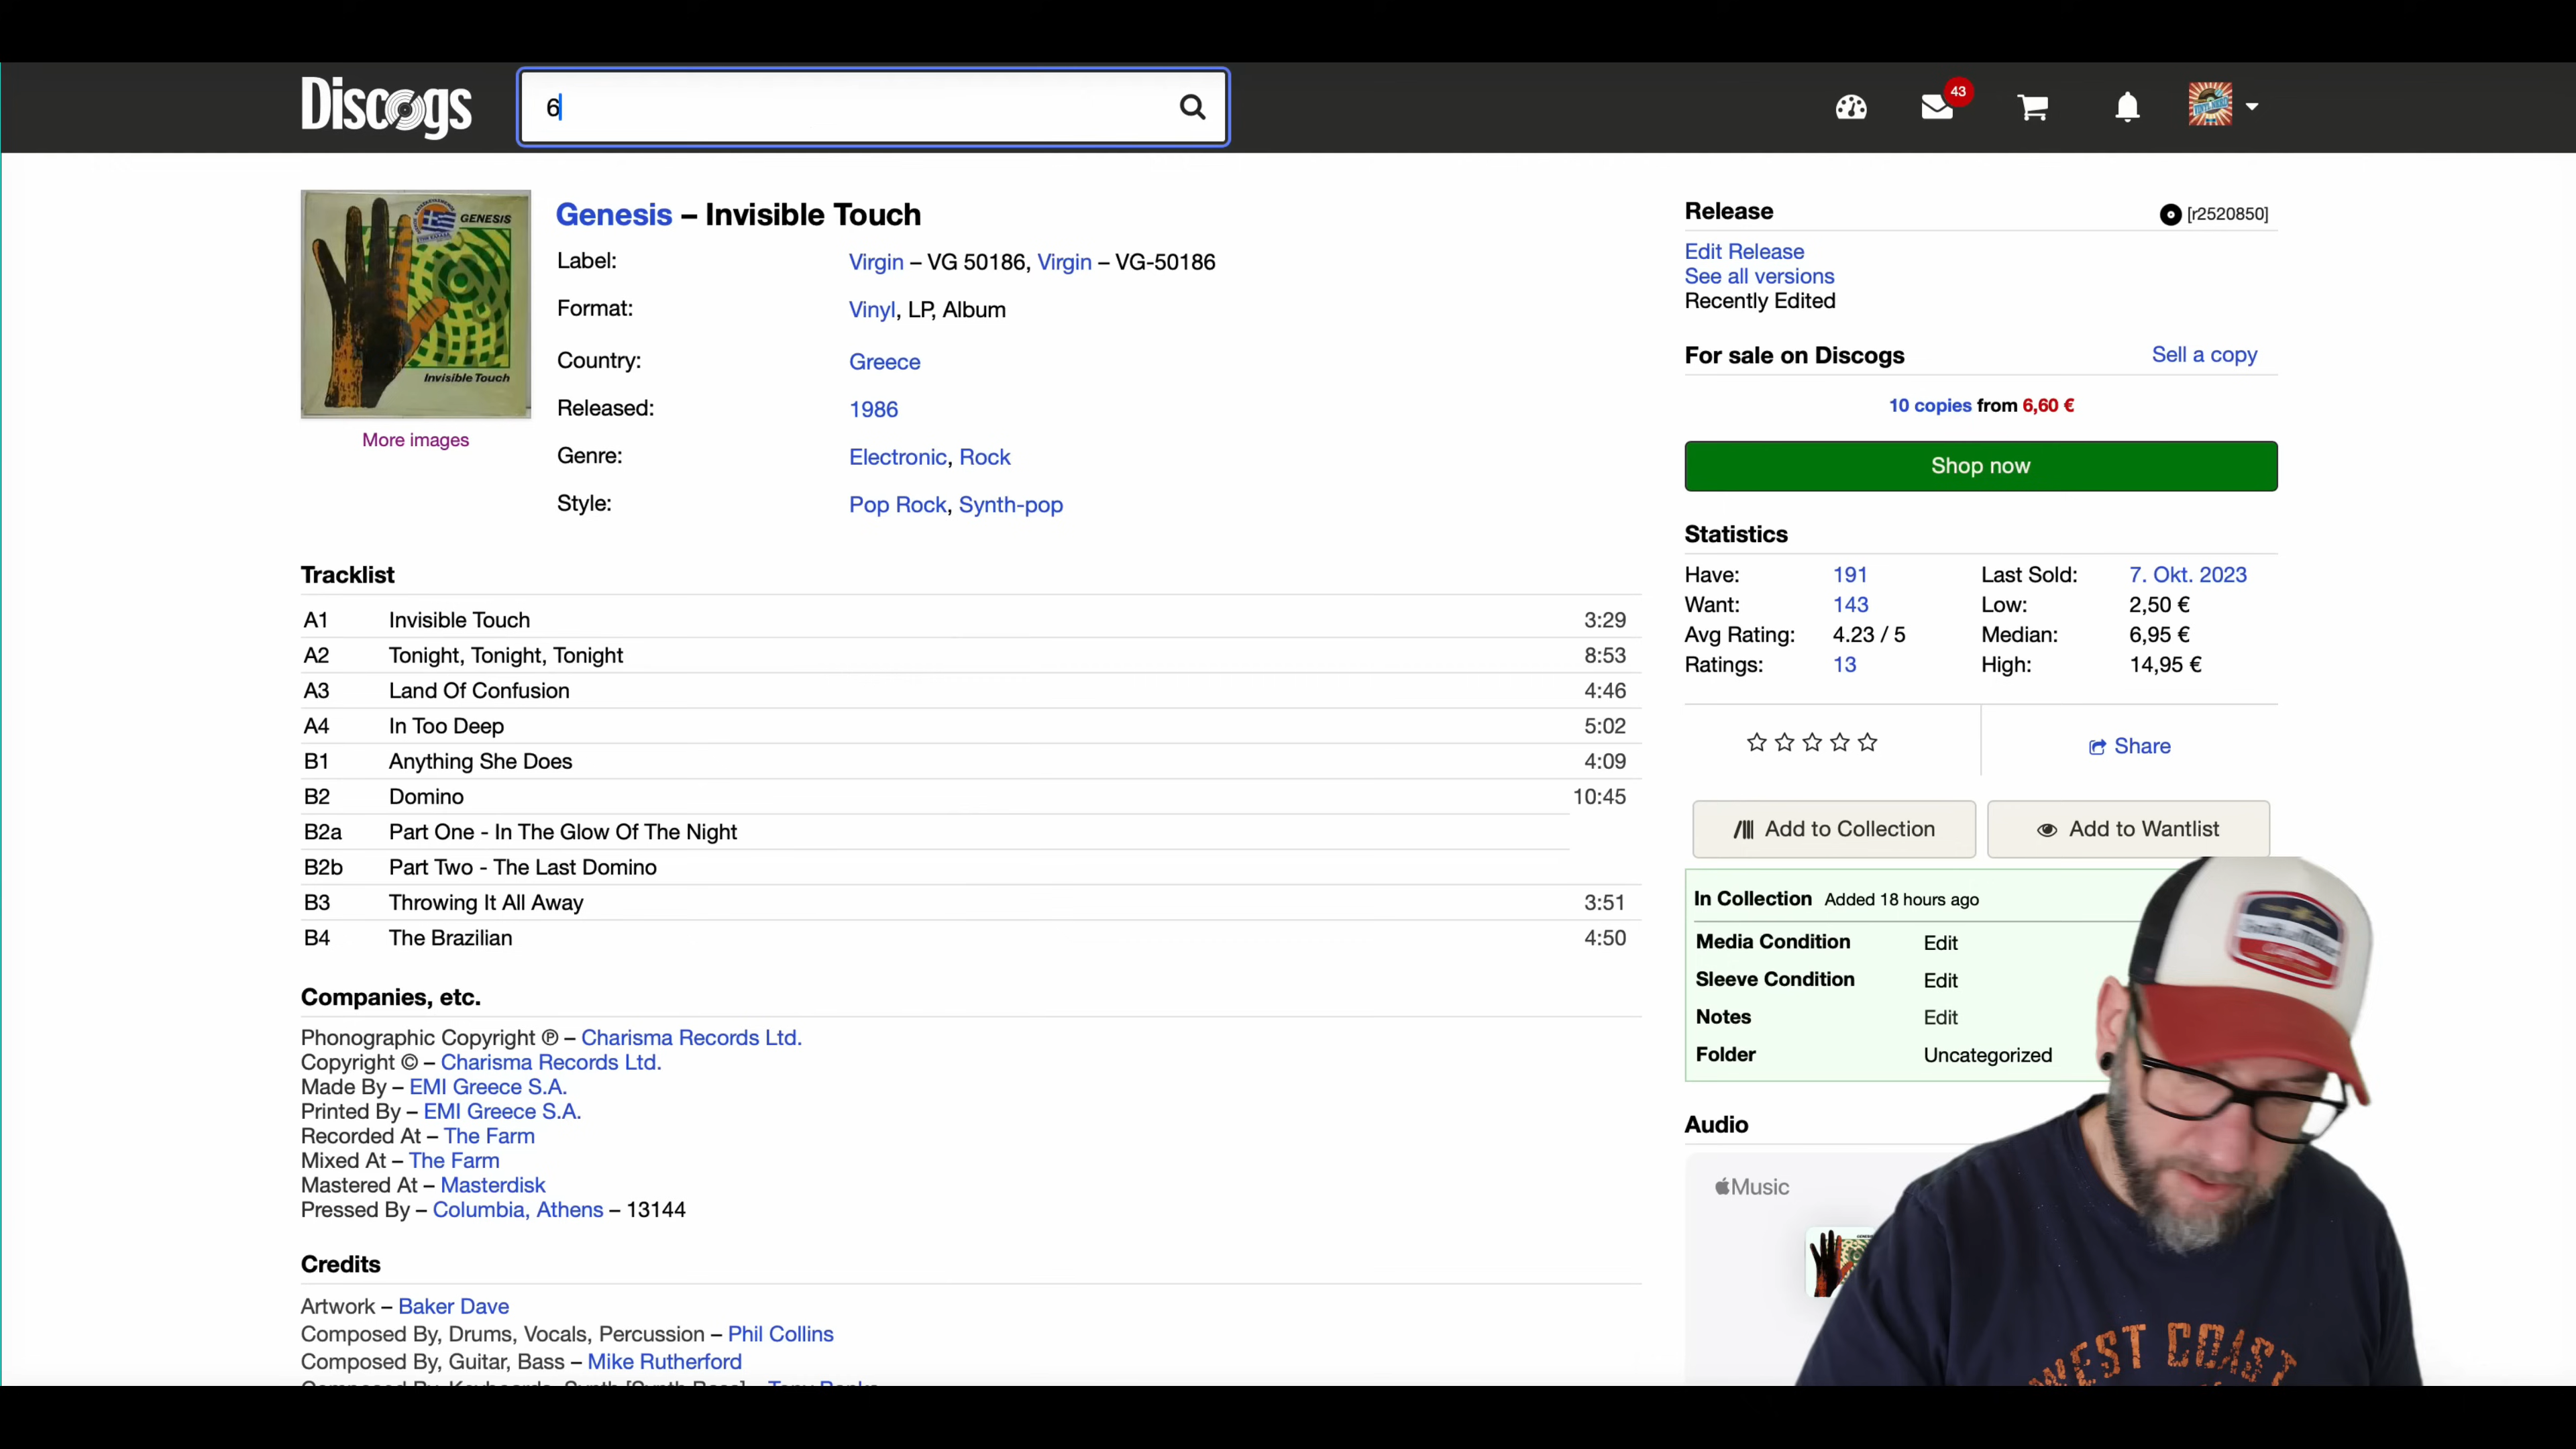 Discogs
6
43
GENESIS
Invisible Touch
More images
Genesis – Invisible Touch
Label: Virgin – VG 50186, Virgin – VG-50186
Format: Vinyl, LP, Album
Country: Greece
Released: 1986
Genre: Electronic, Rock
Style: Pop Rock, Synth-pop
Tracklist
A1 Invisible Touch 3:29
A2 Tonight, Tonight, Tonight 8:53
A3 Land Of Confusion 4:46
A4 In Too Deep 5:02
B1 Anything She Does 4:09
B2 Domino 10:45
B2a Part One - In The Glow Of The Night
B2b Part Two - The Last Domino
B3 Throwing It All Away 3:51
B4 The Brazilian 4:50
Companies, etc.
Phonographic Copyright ℗ – Charisma Records Ltd.
Copyright © – Charisma Records Ltd.
Made By – EMI Greece S.A.
Printed By – EMI Greece S.A.
Recorded At – The Farm
Mixed At – The Farm
Mastered At – Masterdisk
Pressed By – Columbia, Athens – 13144
Credits
Artwork – Baker Dave
Composed By, Drums, Vocals, Percussion – Phil Collins
Composed By, Guitar, Bass – Mike Rutherford
Release [r2520850]
Edit Release
See all versions
Recently Edited
For sale on Discogs Sell a copy
10 copies from 6,60 €
Shop now
Statistics
Have: 191 Last Sold: 7. Okt. 2023
Want: 143 Low: 2,50 €
Avg Rating: 4.23 / 5 Median: 6,95 €
Ratings: 13 High: 14,95 €
Share
Add to Collection Add to Wantlist
In Collection Added 18 hours ago
Media Condition Edit
Sleeve Condition Edit
Notes Edit
Folder Uncategorized
Audio
Music
WEST COAST